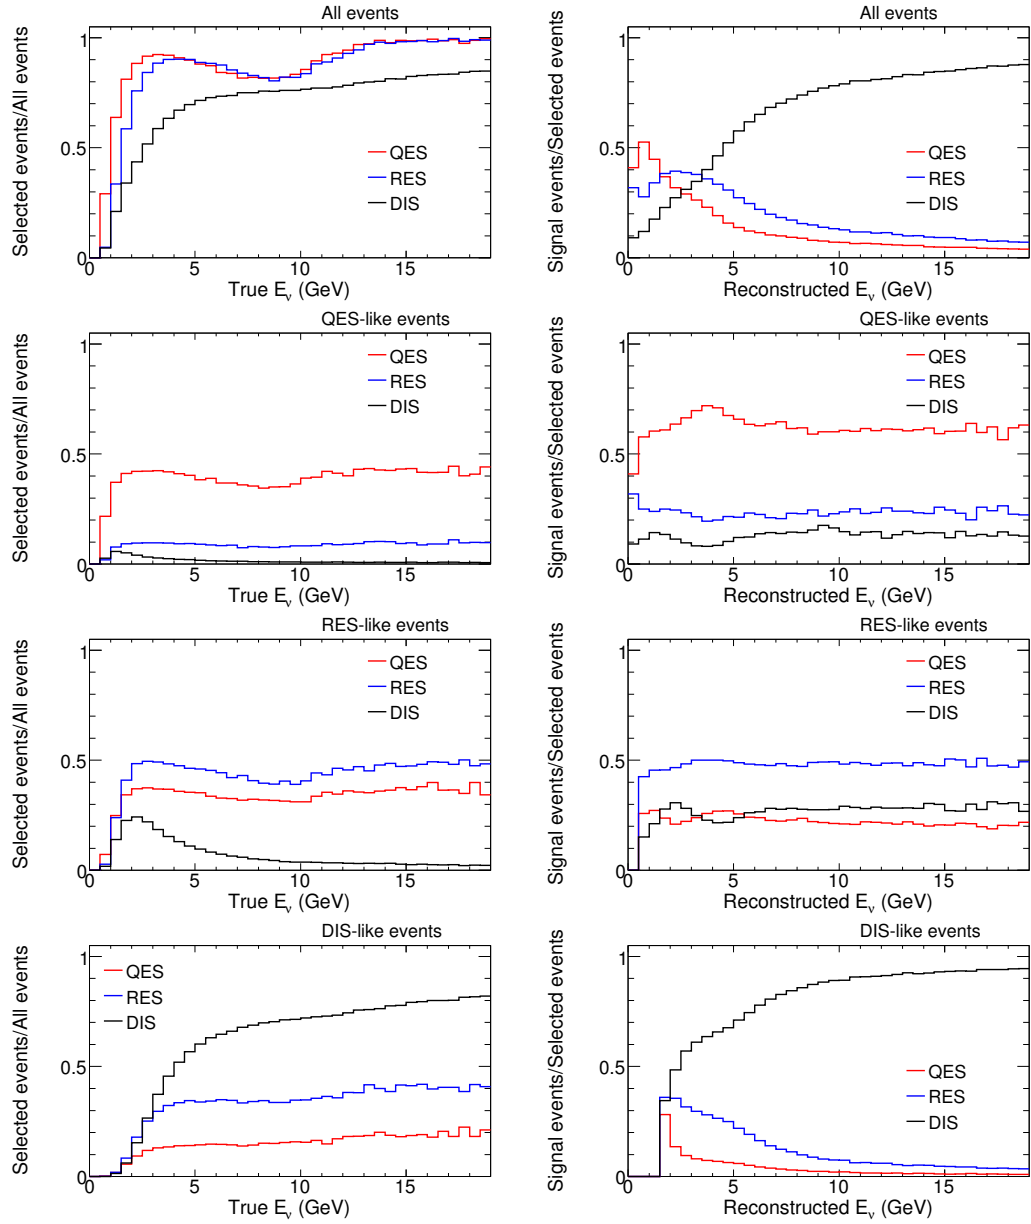 All events
Selected events/All events
1
0.5
0
QES
RES
DIS
0 5 10 15
True Eν (GeV)
All events
Signal events/Selected events
1
0.5
0
QES
RES
DIS
0 5 10 15
Reconstructed Eν (GeV)
QES-like events
Selected events/All events
1
0.5
0
QES
RES
DIS
0 5 10 15
True Eν (GeV)
QES-like events
Signal events/Selected events
1
0.5
0
QES
RES
DIS
0 5 10 15
Reconstructed Eν (GeV)
RES-like events
Selected events/All events
1
0.5
0
QES
RES
DIS
0 5 10 15
True Eν (GeV)
RES-like events
Signal events/Selected events
1
0.5
0
QES
RES
DIS
0 5 10 15
Reconstructed Eν (GeV)
DIS-like events
Selected events/All events
1
0.5
0
QES
RES
DIS
0 5 10 15
True Eν (GeV)
DIS-like events
Signal events/Selected events
1
0.5
0
QES
RES
DIS
0 5 10 15
Reconstructed Eν (GeV)